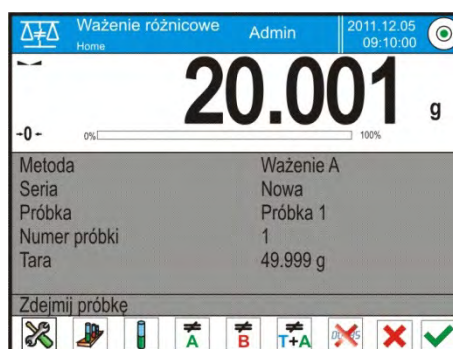 Ważenie różnicowe
Home
Admin
2011.12.05
09:10:00
20.001 g
→0←
0% 100%
Metoda Ważenie A
Seria Nowa
Próbka Próbka 1
Numer próbki 1
Tara 49.999 g
Zdejmij próbkę
A B T+A